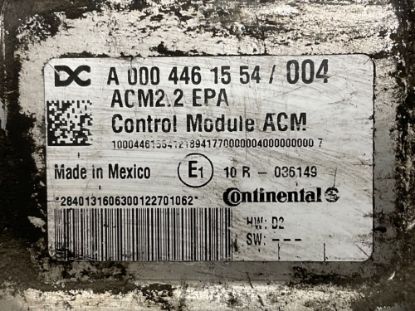 DC A 000 446 15 54 / 004
ACM2.2 EPA
Control Module ACM
Made in Mexico E1 10 R - 036149
*2840131606300122701062* Continental
HW: D2
SW: ---